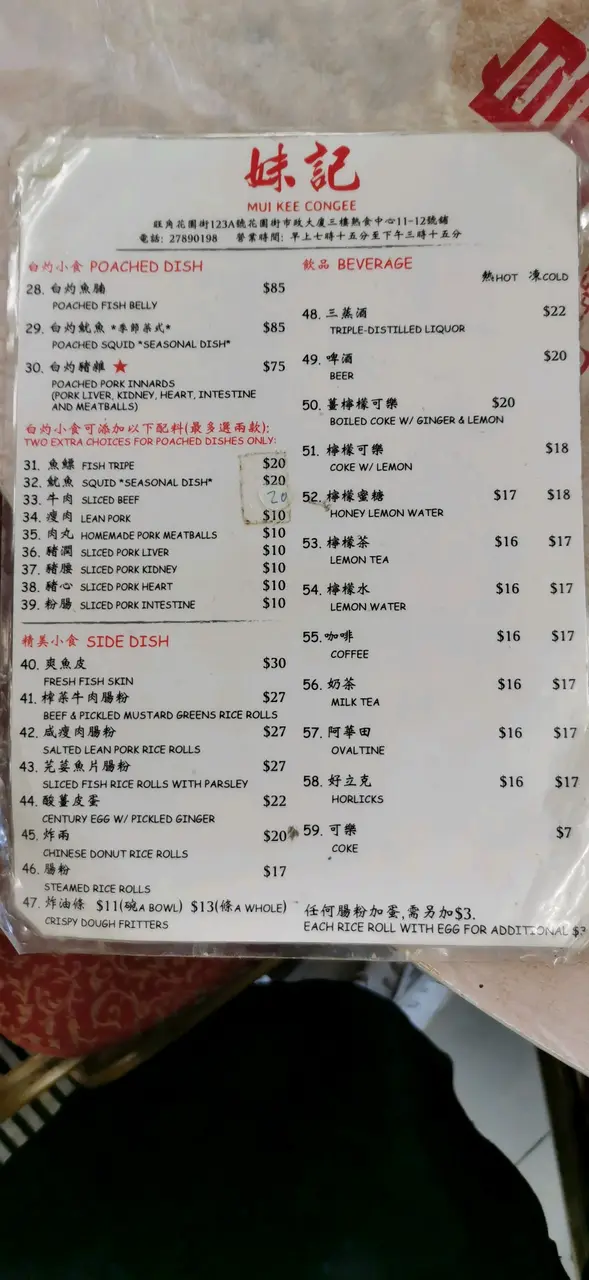 妹記
MUI KEE CONGEE
旺角花園街123A號花園街市政大廈三樓熟食中心11-12號鋪
電話: 27890198 營業時間: 早上七時十五分至下午三時十五分
白灼小食 POACHED DISH
28. 白灼魚腩 $85
POACHED FISH BELLY
29. 白灼魷魚 *季節菜式* $85
POACHED SQUID *SEASONAL DISH*
30. 白灼豬雜 ★ $75
POACHED PORK INNARDS
(PORK LIVER, KIDNEY, HEART, INTESTINE
AND MEATBALLS)
白灼小食可添加以下配料(最多選兩款):
TWO EXTRA CHOICES FOR POACHED DISHES ONLY:
31. 魚鰾 FISH TRIPE $20
32. 魷魚 SQUID *SEASONAL DISH* $20
33. 牛肉 SLICED BEEF 20
34. 瘦肉 LEAN PORK $10
35. 肉丸 HOMEMADE PORK MEATBALLS $10
36. 豬潤 SLICED PORK LIVER $10
37. 豬腰 SLICED PORK KIDNEY $10
38. 豬心 SLICED PORK HEART $10
39. 粉腸 SLICED PORK INTESTINE $10
精美小食 SIDE DISH
40. 爽魚皮 $30
FRESH FISH SKIN
41. 榨菜牛肉腸粉 $27
BEEF & PICKLED MUSTARD GREENS RICE ROLLS
42. 咸瘦肉腸粉 $27
SALTED LEAN PORK RICE ROLLS
43. 芫荽魚片腸粉 $27
SLICED FISH RICE ROLLS WITH PARSLEY
44. 酸薑皮蛋 $22
CENTURY EGG W/ PICKLED GINGER
45. 炸兩 $20
CHINESE DONUT RICE ROLLS
46. 腸粉 $17
STEAMED RICE ROLLS
47. 炸油條 $11(碗A BOWL) $13(條A WHOLE)
CRISPY DOUGH FRITTERS
飲品 BEVERAGE
熱HOT 凍COLD
48. 三蒸酒 $22
TRIPLE-DISTILLED LIQUOR
49. 啤酒 $20
BEER
50. 薑檸檬可樂 $20
BOILED COKE W/ GINGER & LEMON
51. 檸檬可樂 $18
COKE W/ LEMON
52. 檸檬蜜糖 $17 $18
HONEY LEMON WATER
53. 檸檬茶 $16 $17
LEMON TEA
54. 檸檬水 $16 $17
LEMON WATER
55. 咖啡 $16 $17
COFFEE
56. 奶茶 $16 $17
MILK TEA
57. 阿華田 $16 $17
OVALTINE
58. 好立克 $16 $17
HORLICKS
59. 可樂 $7
COKE
任何腸粉加蛋,需另加$3.
EACH RICE ROLL WITH EGG FOR ADDITIONAL $3